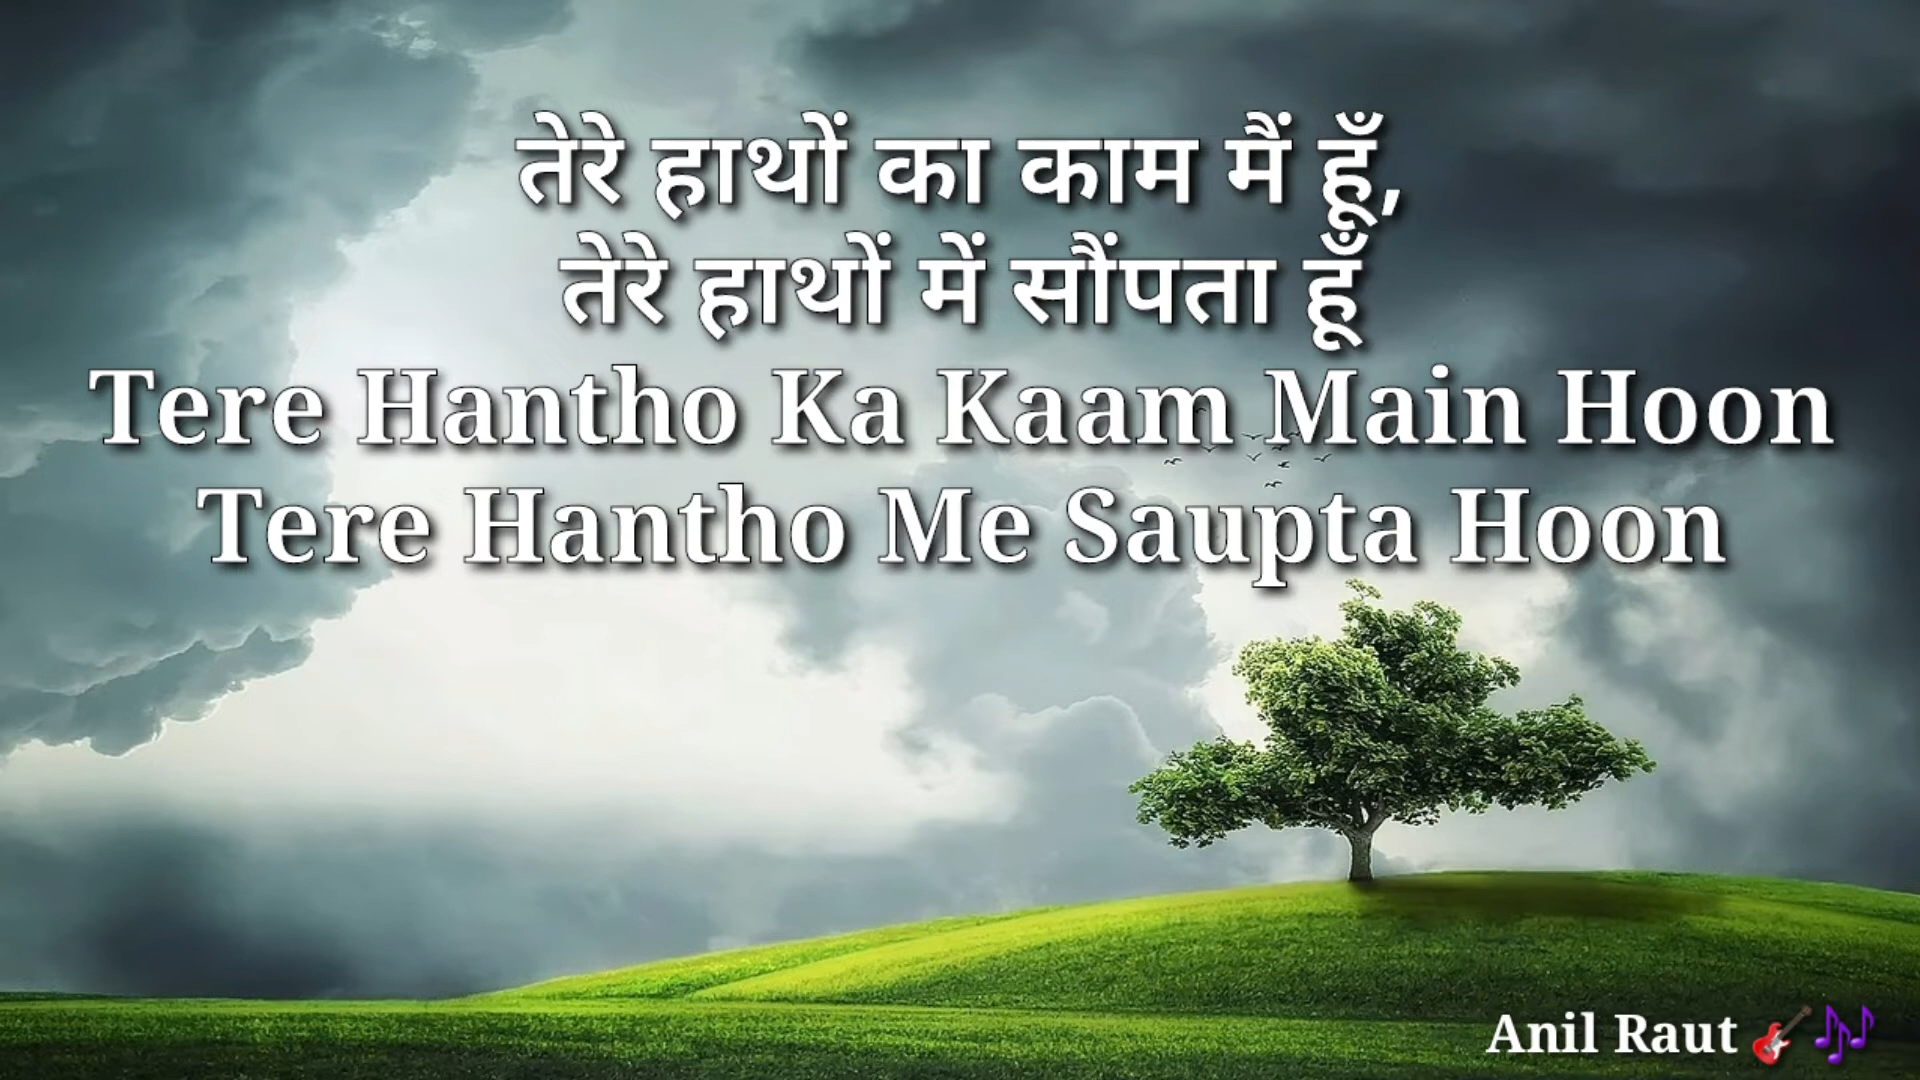 तेरे हाथों का काम मैं हूँ,
तेरे हाथों में सौंपता हूँ
Tere Hantho Ka Kaam Main Hoon
Tere Hantho Me Saupta Hoon
Anil Raut 🎸🎶